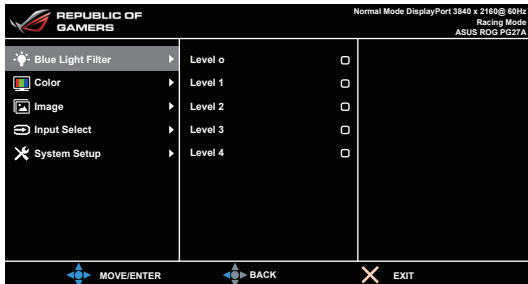 REPUBLIC OF
GAMERS
Normal Mode DisplayPort 3840 x 2160@ 60Hz
Racing Mode
ASUS ROG PG27A
Blue Light Filter
Color
Image
Input Select
System Setup
Level o
Level 1
Level 2
Level 3
Level 4
MOVE/ENTER
BACK
EXIT